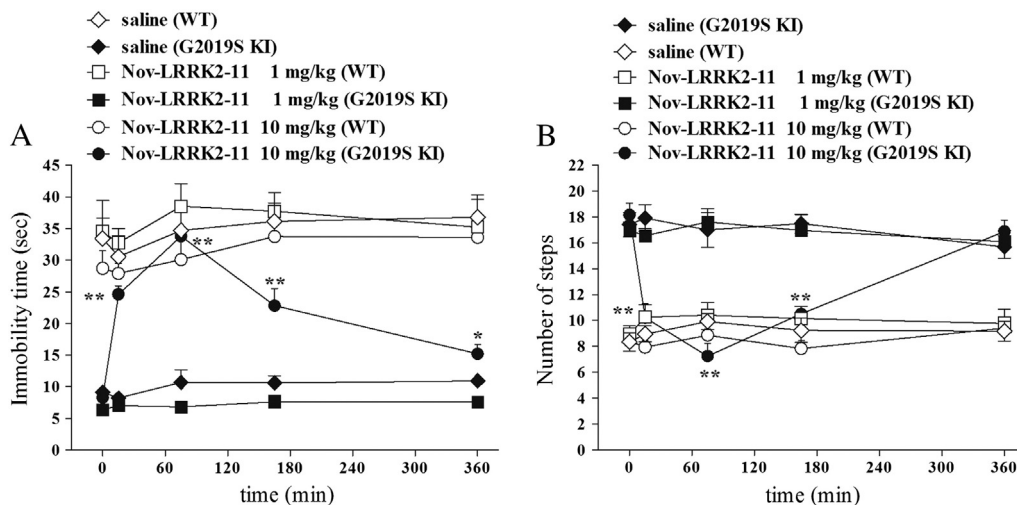 saline (WT)
saline (G2019S KI)
Nov-LRRK2-11 1 mg/kg (WT)
Nov-LRRK2-11 1 mg/kg (G2019S KI)
Nov-LRRK2-11 10 mg/kg (WT)
Nov-LRRK2-11 10 mg/kg (G2019S KI)
A
Immobility time (sec)
45
40
35
30
25
20
15
10
5
0
**
**
**
*
0 60 120 180 240 300 360
time (min)
saline (G2019S KI)
saline (WT)
Nov-LRRK2-11 1 mg/kg (WT)
Nov-LRRK2-11 1 mg/kg (G2019S KI)
Nov-LRRK2-11 10 mg/kg (WT)
Nov-LRRK2-11 10 mg/kg (G2019S KI)
B
Number of steps
22
20
18
16
14
12
10
8
6
4
2
0
**
**
**
0 60 120 180 240 300 360
time (min)